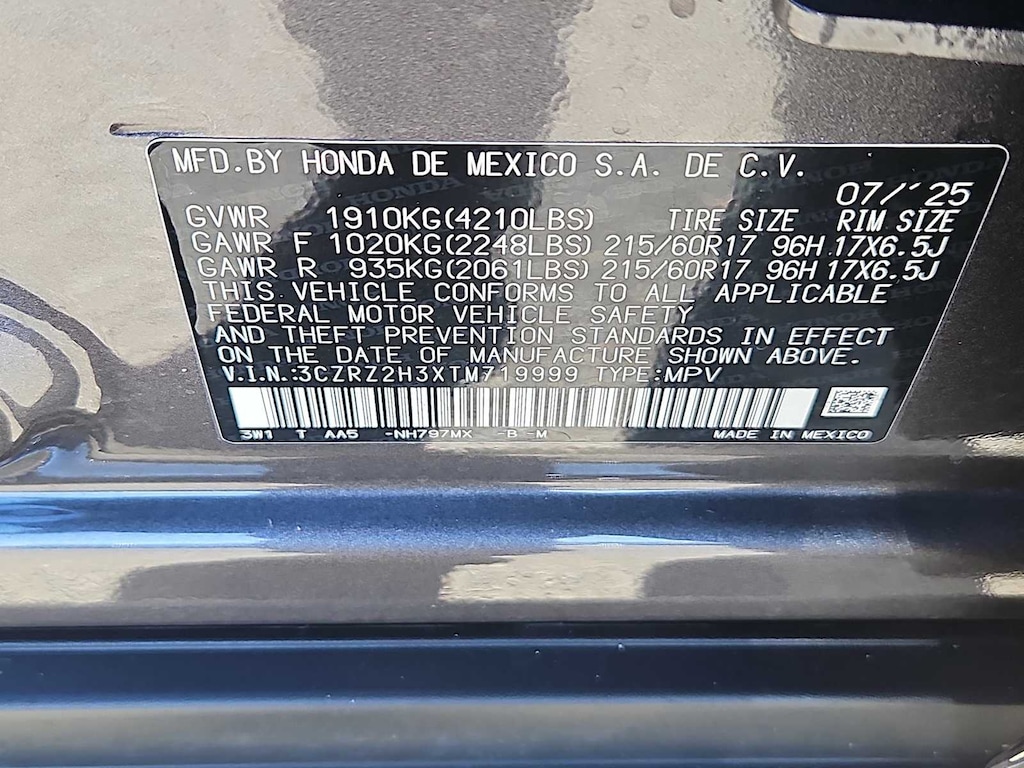 MFD.BY HONDA DE MEXICO S.A. DE C.V.
07/'25
GVWR 1910KG(4210LBS) TIRE SIZE RIM SIZE
GAWR F 1020KG(2248LBS) 215/60R17 96H 17X6.5J
GAWR R 935KG(2061LBS) 215/60R17 96H 17X6.5J
THIS VEHICLE CONFORMS TO ALL APPLICABLE
FEDERAL MOTOR VEHICLE SAFETY
AND THEFT PREVENTION STANDARDS IN EFFECT
ON THE DATE OF MANUFACTURE SHOWN ABOVE.
V.I.N.:3CZRZ2H3XTM719999 TYPE:MPV
3W1 T AA5 -NH797MX -B -M MADE IN MEXICO